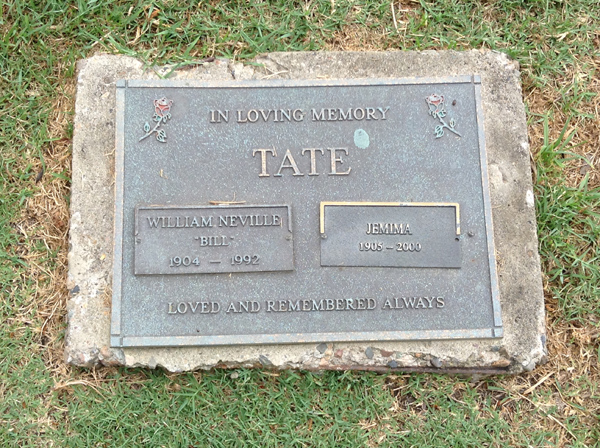 IN LOVING MEMORY
TATE
WILLIAM NEVILLE
"BILL"
1904 — 1992
JEMIMA
1905 – 2000
LOVED AND REMEMBERED ALWAYS